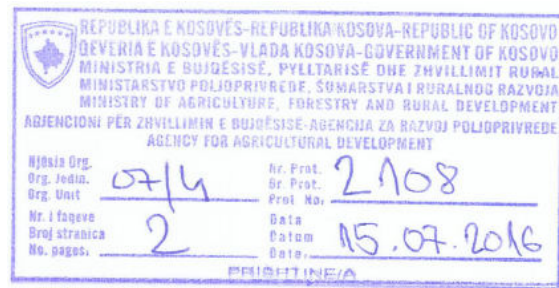 REPUBLIKA E KOSOVËS-REPUBLIKA KOSOVA-REPUBLIC OF KOSOVO
QEVERIA E KOSOVËS-VLADA KOSOVA-GOVERNMENT OF KOSOVO
MINISTRIA E BUJQËSISË, PYLLTARISË DHE ZHVILLIMIT RURAL
MINISTARSTVO POLJOPRIVREDE, ŠUMARSTVA I RURALNOG RAZVOJA
MINISTRY OF AGRICULTURE, FORESTRY AND RURAL DEVELOPMENT
AGJENCIONI PËR ZHVILLIMIN E BUJQËSISË-AGENCIJA ZA RAZVOJ POLJOPRIVREDE
AGENCY FOR AGRICULTURAL DEVELOPMENT
Njësia Org.
Org. Jedin.
Org. Unit
07/4
Nr. Prot.
Br. Prot.
Prot No:
2108
Nr. i faqeve
Broj stranica
No. pages:
2
Data
Datum
Date:
15.07.2016
PRISHTINË/A